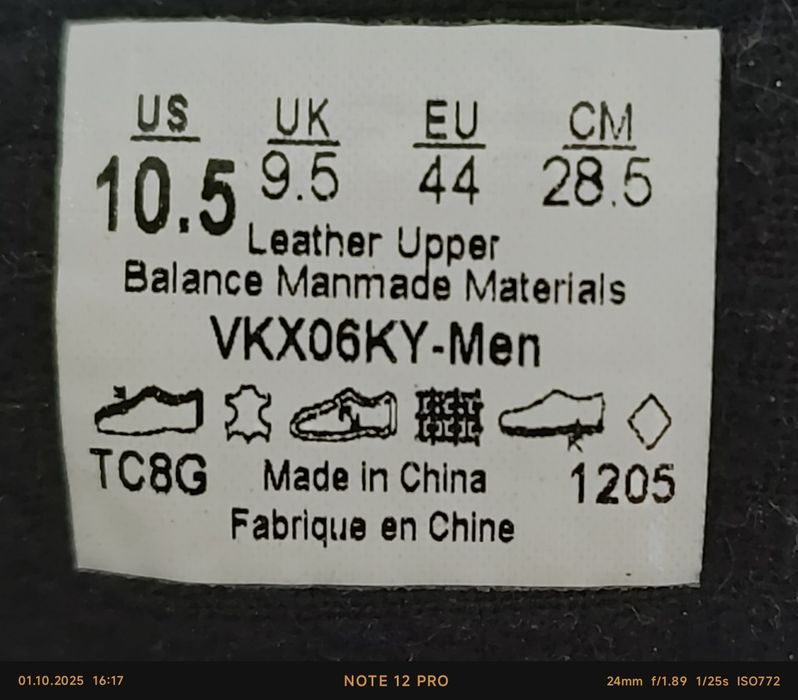 US UK EU CM
10.5 9.5 44 28.5
Leather Upper
Balance Manmade Materials
VKX06KY-Men
TC8G Made in China 1205
Fabrique en Chine
01.10.2025 16:17 NOTE 12 PRO 24mm f/1.89 1/25s ISO772